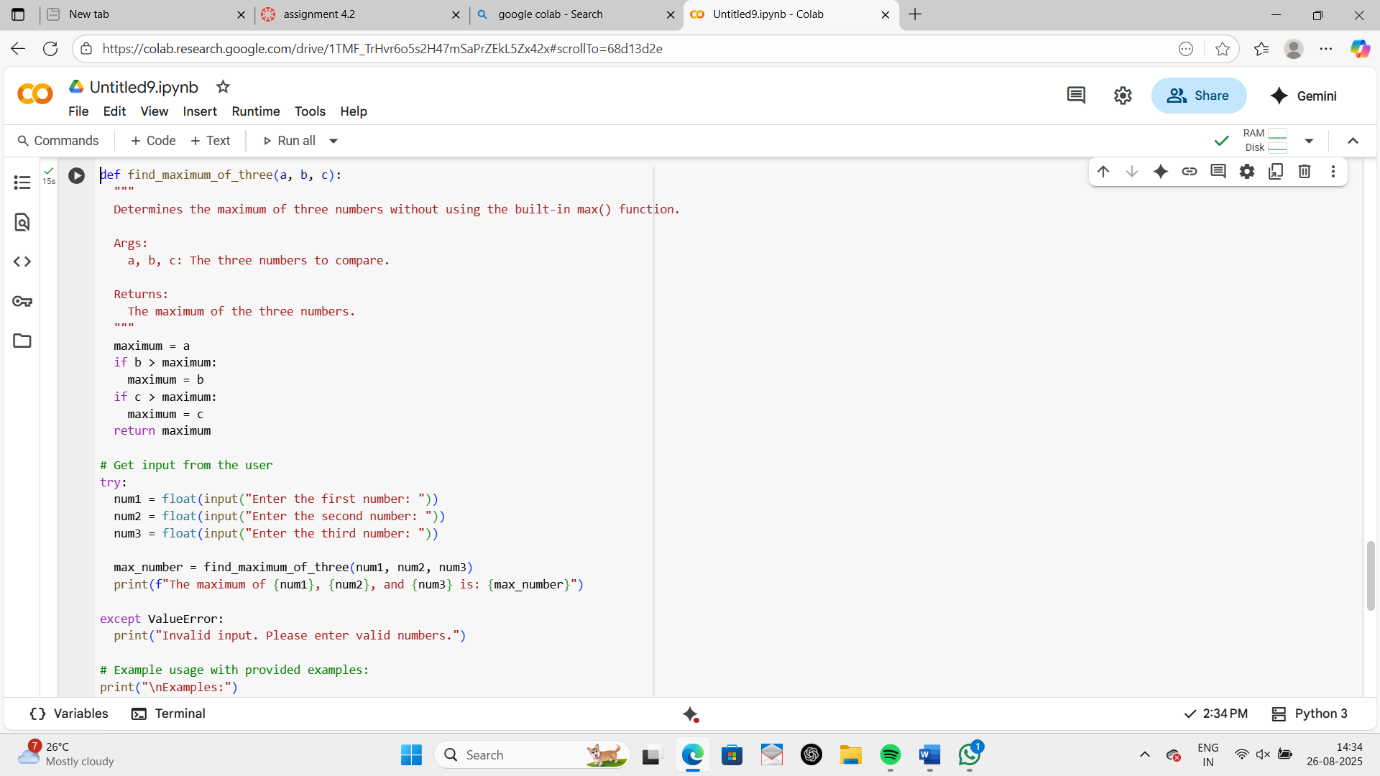 New tab
assignment 4.2
google colab - Search
Untitled9.ipynb - Colab
https://colab.research.google.com/drive/1TMF_TrHvr6o5s2H47mSaPrZEkL5Zx42x#scrollTo=68d13d2e
CO
Untitled9.ipynb
File Edit View Insert Runtime Tools Help
Share
Gemini
Commands + Code + Text Run all
RAM
Disk
15s
def find_maximum_of_three(a, b, c):
"""
Determines the maximum of three numbers without using the built-in max() function.
Args:
a, b, c: The three numbers to compare.
Returns:
The maximum of the three numbers.
"""
maximum = a
if b > maximum:
maximum = b
if c > maximum:
maximum = c
return maximum
# Get input from the user
try:
num1 = float(input("Enter the first number: "))
num2 = float(input("Enter the second number: "))
num3 = float(input("Enter the third number: "))
max_number = find_maximum_of_three(num1, num2, num3)
print(f"The maximum of {num1}, {num2}, and {num3} is: {max_number}")
except ValueError:
print("Invalid input. Please enter valid numbers.")
# Example usage with provided examples:
print("\nExamples:")
{} Variables Terminal
2:34 PM Python 3
7
26°C
Mostly cloudy
Search
1
ENG
IN
14:34
26-08-2025